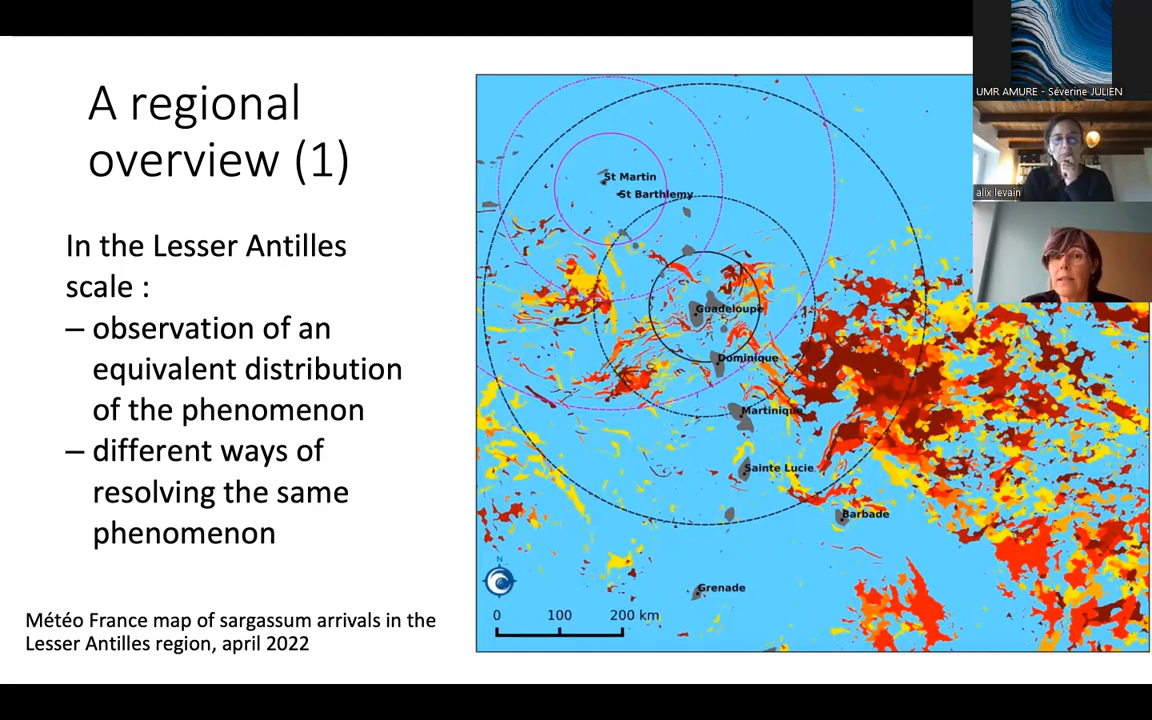 A regional
overview (1)
In the Lesser Antilles
scale :
– observation of an
equivalent distribution
of the phenomenon
– different ways of
resolving the same
phenomenon
Météo France map of sargassum arrivals in the
Lesser Antilles region, april 2022
St Martin
St Barthlemy
Guadeloupe
Dominique
Martinique
Sainte Lucie
Barbade
Grenade
N
0 100 200 km
UMR AMURE - Séverine JULIEN
alix levain